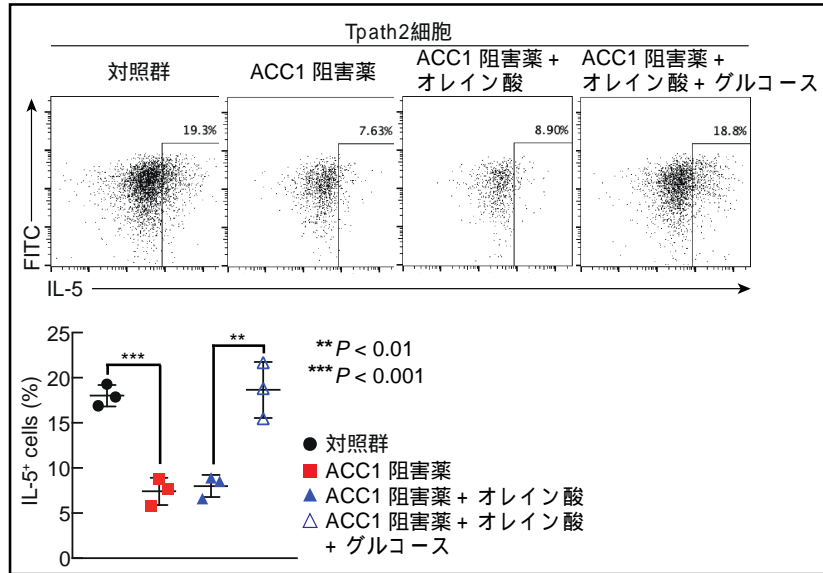 Tpath2細胞
対照群
ACC1 阻害薬
ACC1 阻害薬 +
オレイン酸
ACC1 阻害薬 +
オレイン酸 + グルコース
19.3%
7.63%
8.90%
18.8%
FITC
IL-5
25
20
15
10
5
0
IL-5+ cells (%)
***
**
**P < 0.01
***P < 0.001
対照群
ACC1 阻害薬
ACC1 阻害薬 + オレイン酸
ACC1 阻害薬 + オレイン酸
+ グルコース